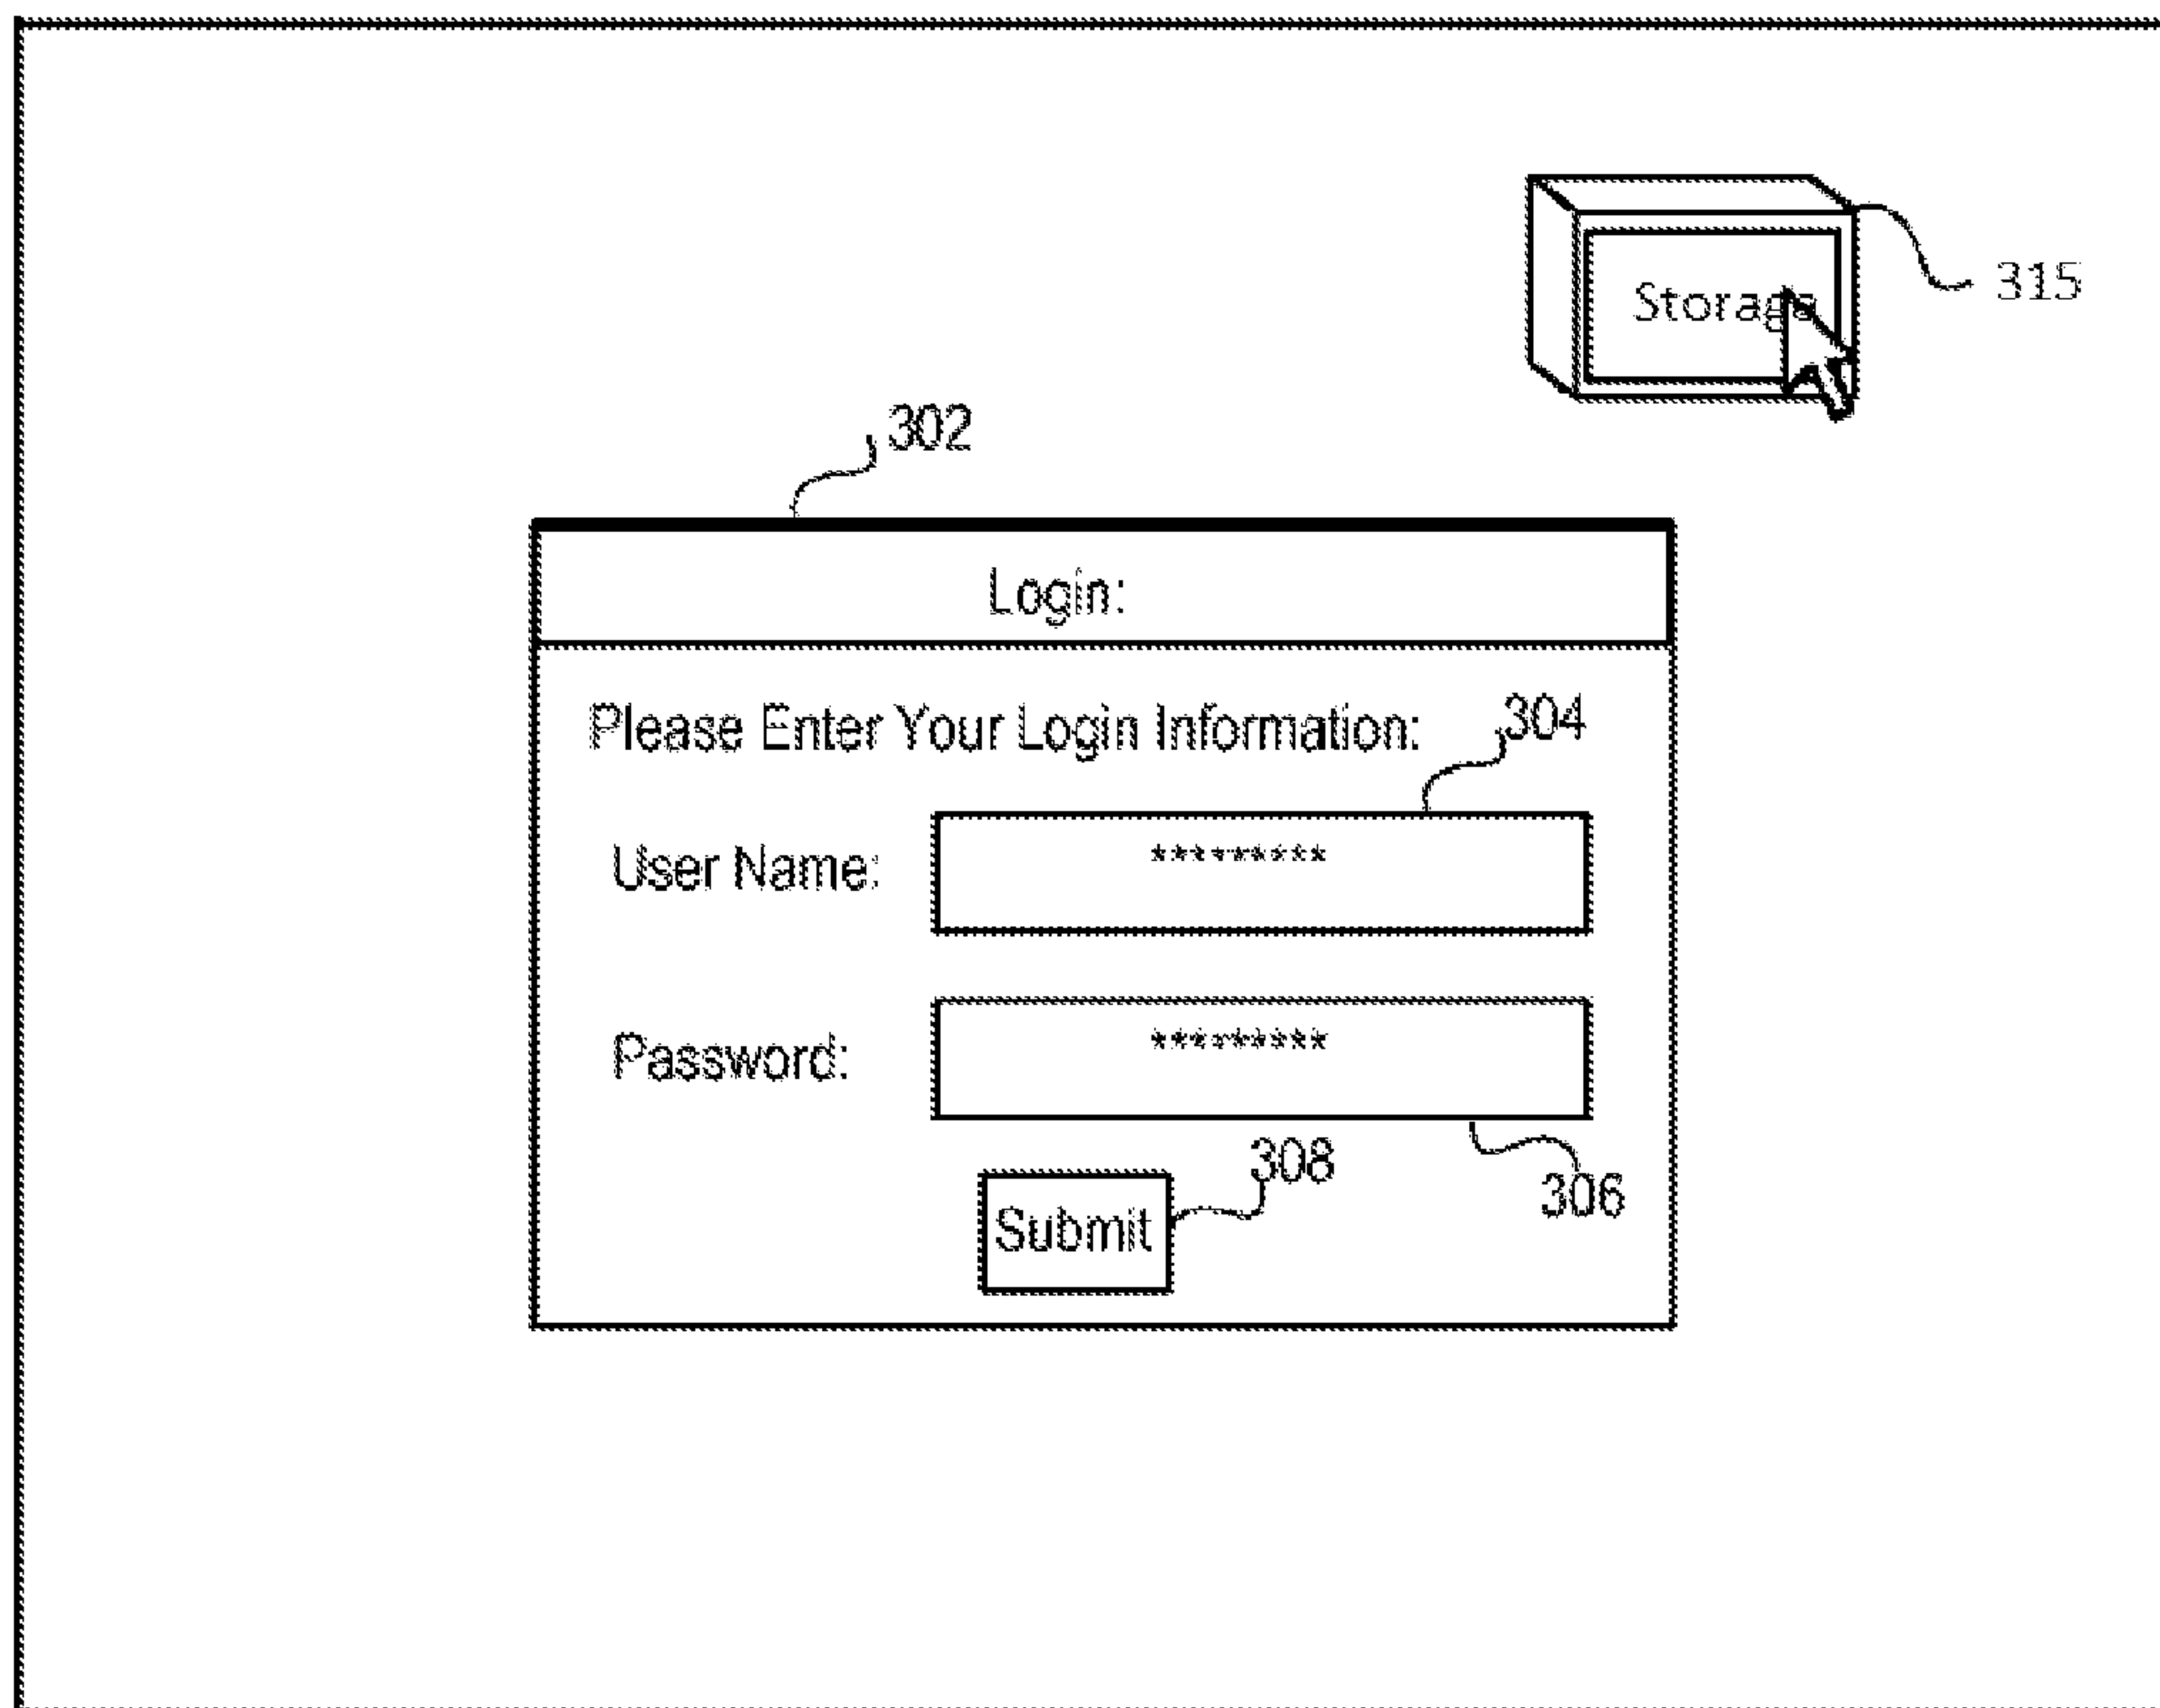 Storage
315
302
Login:
Please Enter Your Login Information:
304
User Name:
*********
Password:
*********
308
306
Submit